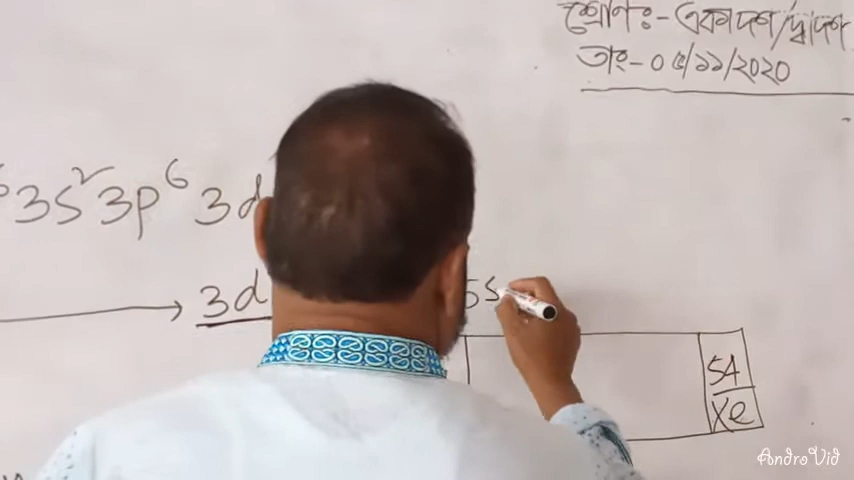 শ্রেণিঃ- একাদশ/দ্বাদশ
তাং- ০৫/১১/২০২০
3s² 3p⁶ 3d
3d 5s
54
Xe
AndroVid